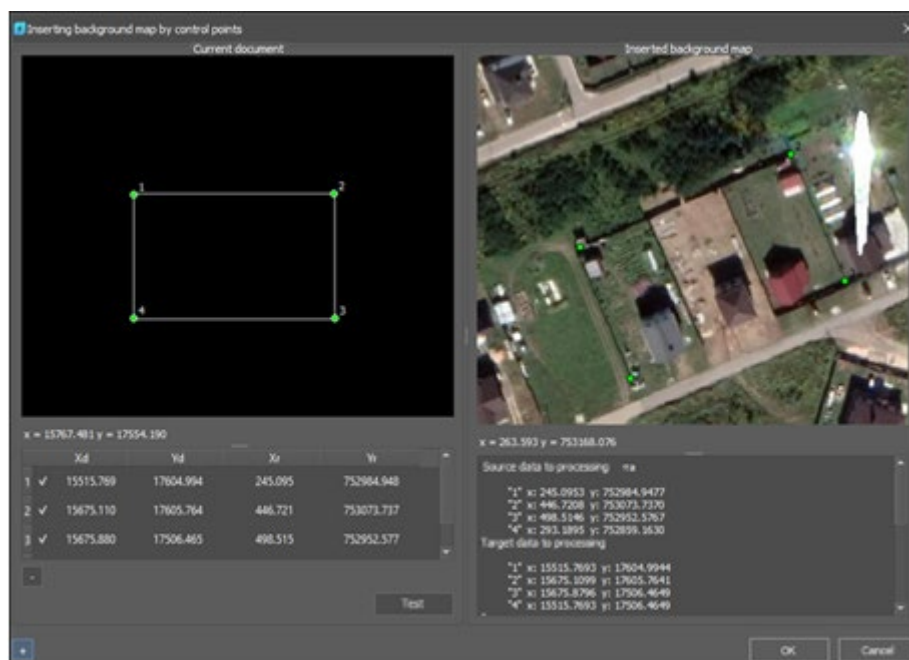 Inserting background map by control points
Current document
Inserted background map
1
2
4
3
x = 15767.481 y = 17554.190
x = 263.593 y = 753168.076
Xd Yd Xr Yr
1 ✓ 15515.769 17604.994 245.095 752984.948
2 ✓ 15675.110 17605.764 446.721 753073.737
3 ✓ 15675.880 17506.465 498.515 752952.577
-
Test
Source data to processing
"1" x: 245.0953 y: 752984.9477
"2" x: 446.7208 y: 753073.7370
"3" x: 498.5146 y: 752952.5767
"4" x: 293.1895 y: 752859.1630
Target data to processing
"1" x: 15515.7693 y: 17604.9944
"2" x: 15675.1099 y: 17605.7641
"3" x: 15675.8796 y: 17506.4649
"4" x: 15515.7693 y: 17506.4649
+
OK
Cancel